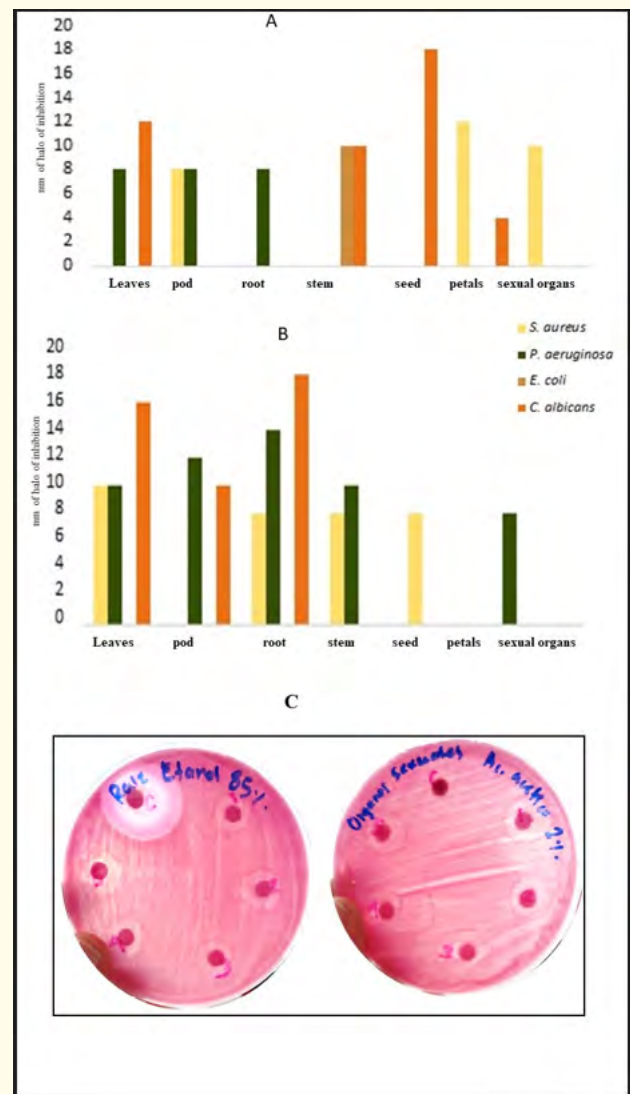 A
mm of halo of inhibition
20
18
16
14
12
10
8
6
4
2
0
Leaves pod root stem seed petals sexual organs
B
S. aureus
P. aeruginosa
E. coli
C. albicans
mm of halo of inhibition
20
18
16
14
12
10
8
6
4
2
0
Leaves pod root stem seed petals sexual organs
C
Raiz Etanol 85%
Ac. 2%